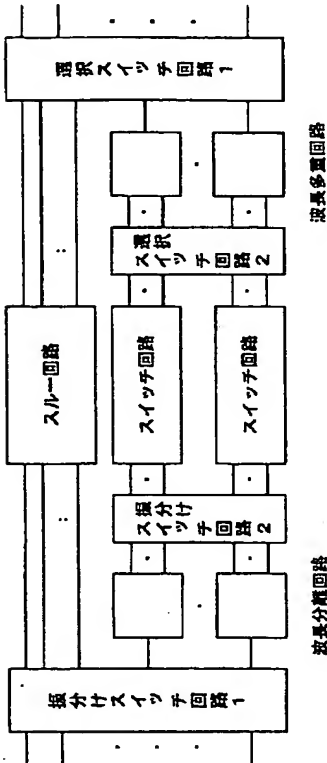 選択スイッチ回路1
波長多重回路
選択
スイッチ回路2
スルー回路
スイッチ回路
スイッチ回路
振分け
スイッチ回路2
波長分離回路
振分けスイッチ回路1